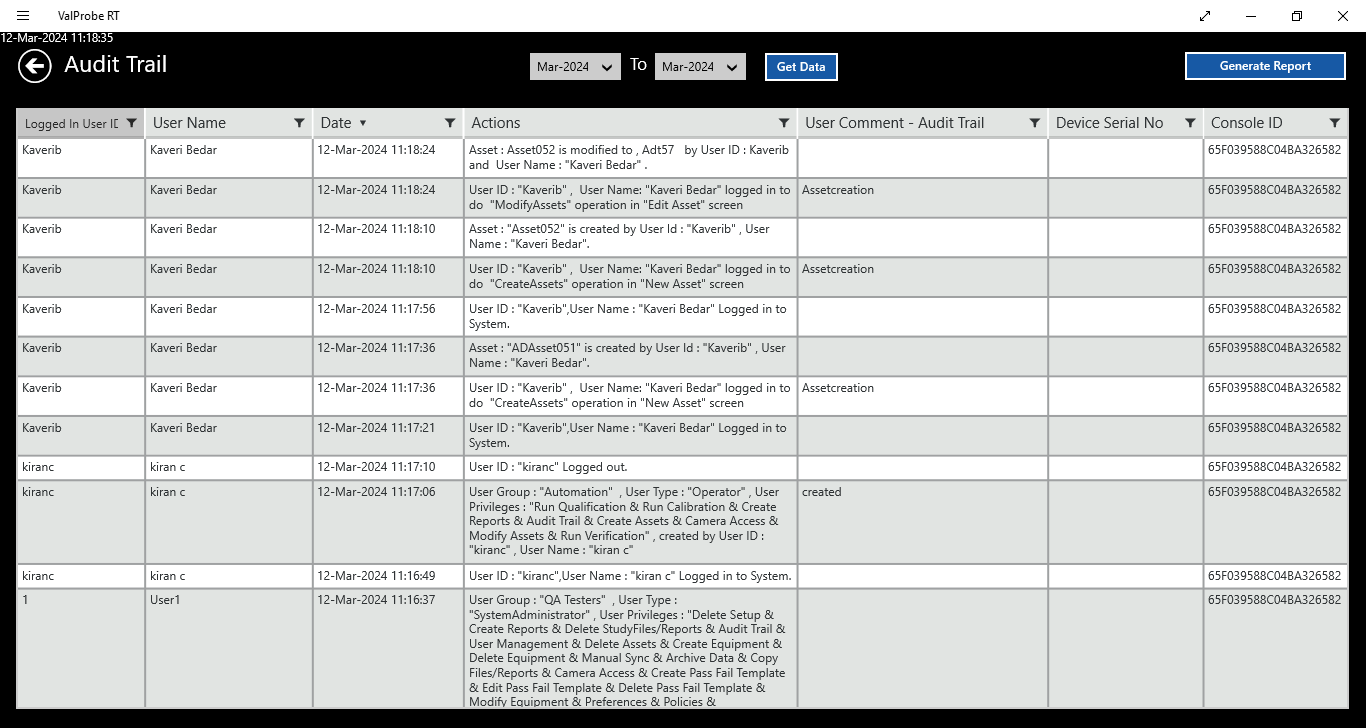 ValProbe RT
12-Mar-2024 11:18:35
Audit Trail
Mar-2024 To Mar-2024 Get Data Generate Report
Logged In User ID User Name Date Actions User Comment - Audit Trail Device Serial No Console ID
Kaverib Kaveri Bedar 12-Mar-2024 11:18:24 Asset : Asset052 is modified to , Adt57 by User ID : Kaverib 65F039588C04BA326582
and User Name : "Kaveri Bedar" .
Kaverib Kaveri Bedar 12-Mar-2024 11:18:24 User ID : "Kaverib" , User Name: "Kaveri Bedar" logged in to Assetcreation 65F039588C04BA326582
do "ModifyAssets" operation in "Edit Asset" screen
Kaverib Kaveri Bedar 12-Mar-2024 11:18:10 Asset : "Asset052" is created by User Id : "Kaverib" , User 65F039588C04BA326582
Name : "Kaveri Bedar".
Kaverib Kaveri Bedar 12-Mar-2024 11:18:10 User ID : "Kaverib" , User Name: "Kaveri Bedar" logged in to Assetcreation 65F039588C04BA326582
do "CreateAssets" operation in "New Asset" screen
Kaverib Kaveri Bedar 12-Mar-2024 11:17:56 User ID : "Kaverib",User Name : "Kaveri Bedar" Logged in to 65F039588C04BA326582
System.
Kaverib Kaveri Bedar 12-Mar-2024 11:17:36 Asset : "ADAsset051" is created by User Id : "Kaverib" , User 65F039588C04BA326582
Name : "Kaveri Bedar".
Kaverib Kaveri Bedar 12-Mar-2024 11:17:36 User ID : "Kaverib" , User Name: "Kaveri Bedar" logged in to Assetcreation 65F039588C04BA326582
do "CreateAssets" operation in "New Asset" screen
Kaverib Kaveri Bedar 12-Mar-2024 11:17:21 User ID : "Kaverib",User Name : "Kaveri Bedar" Logged in to 65F039588C04BA326582
System.
kiranc kiran c 12-Mar-2024 11:17:10 User ID : "kiranc" Logged out. 65F039588C04BA326582
kiranc kiran c 12-Mar-2024 11:17:06 User Group : "Automation" , User Type : "Operator" , User created 65F039588C04BA326582
Privileges : "Run Qualification & Run Calibration & Create
Reports & Audit Trail & Create Assets & Camera Access &
Modify Assets & Run Verification" , created by User ID :
"kiranc" , User Name : "kiran c"
kiranc kiran c 12-Mar-2024 11:16:49 User ID : "kiranc",User Name : "kiran c" Logged in to System. 65F039588C04BA326582
1 User1 12-Mar-2024 11:16:37 User Group : "QA Testers" , User Type : 65F039588C04BA326582
"SystemAdministrator" , User Privileges : "Delete Setup &
Create Reports & Delete StudyFiles/Reports & Audit Trail &
User Management & Delete Assets & Create Equipment &
Delete Equipment & Manual Sync & Archive Data & Copy
Files/Reports & Camera Access & Create Pass Fail Template
& Edit Pass Fail Template & Delete Pass Fail Template &
Modify Equipment & Preferences & Policies &